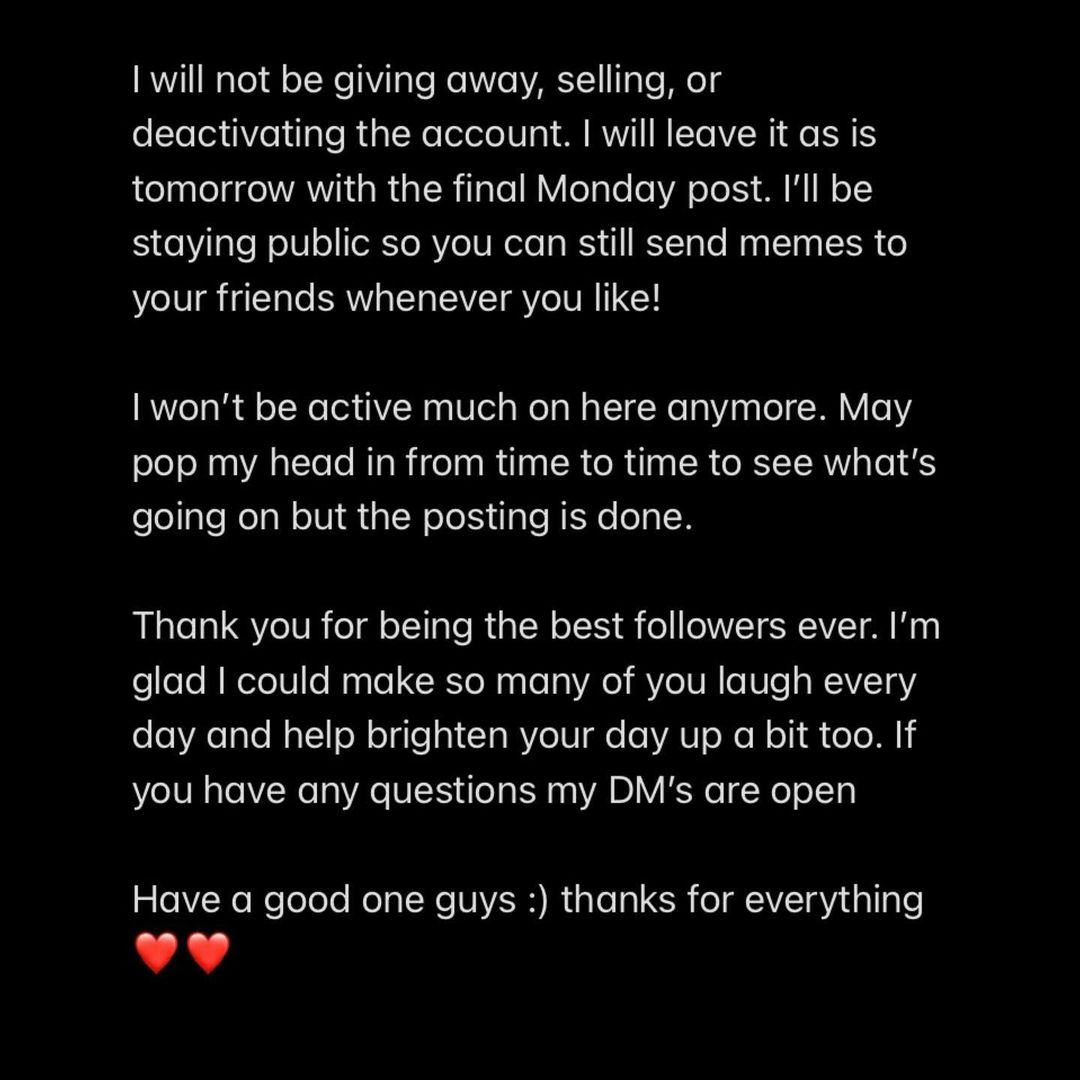 I will not be giving away, selling, or
deactivating the account. I will leave it as is
tomorrow with the final Monday post. I’ll be
staying public so you can still send memes to
your friends whenever you like!
I won’t be active much on here anymore. May
pop my head in from time to time to see what’s
going on but the posting is done.
Thank you for being the best followers ever. I’m
glad I could make so many of you laugh every
day and help brighten your day up a bit too. If
you have any questions my DM’s are open
Have a good one guys :) thanks for everything
❤️❤️